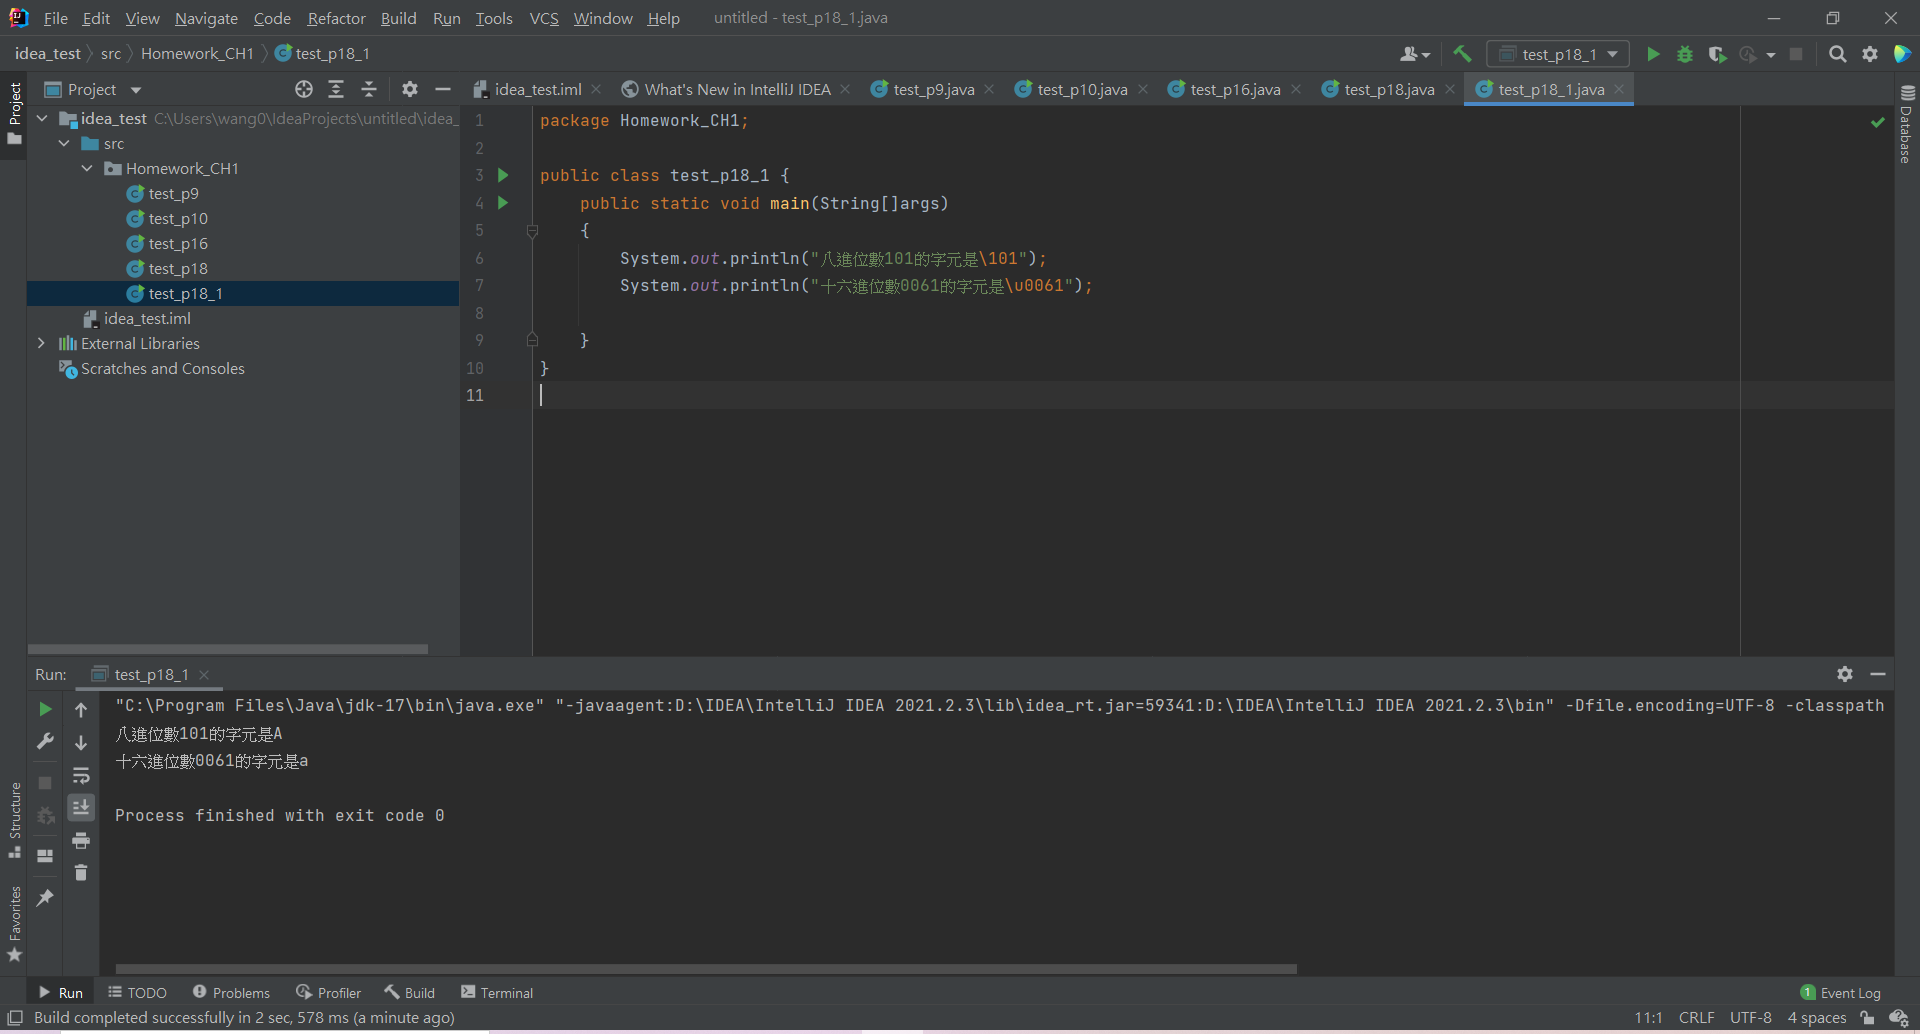 File Edit View Navigate Code Refactor Build Run Tools VCS Window Help untitled - test_p18_1.java
idea_test src Homework_CH1 test_p18_1
test_p18_1
Project
Project
idea_test.iml What's New in IntelliJ IDEA test_p9.java test_p10.java test_p16.java test_p18.java test_p18_1.java
idea_test C:\Users\wang0\IdeaProjects\untitled\idea_
src
Homework_CH1
test_p9
test_p10
test_p16
test_p18
test_p18_1
idea_test.iml
External Libraries
Scratches and Consoles
1 package Homework_CH1;
2
3 public class test_p18_1 {
4 public static void main(String[]args)
5 {
6 System.out.println("八進位數101的字元是\101");
7 System.out.println("十六進位數0061的字元是\u0061");
8
9 }
10 }
11
Database
Run: test_p18_1
"C:\Program Files\Java\jdk-17\bin\java.exe" "-javaagent:D:\IDEA\IntelliJ IDEA 2021.2.3\lib\idea_rt.jar=59341:D:\IDEA\IntelliJ IDEA 2021.2.3\bin" -Dfile.encoding=UTF-8 -classpath
八進位數101的字元是A
十六進位數0061的字元是a
Process finished with exit code 0
Structure
Favorites
Run TODO Problems Profiler Build Terminal 1 Event Log
Build completed successfully in 2 sec, 578 ms (a minute ago) 11:1 CRLF UTF-8 4 spaces